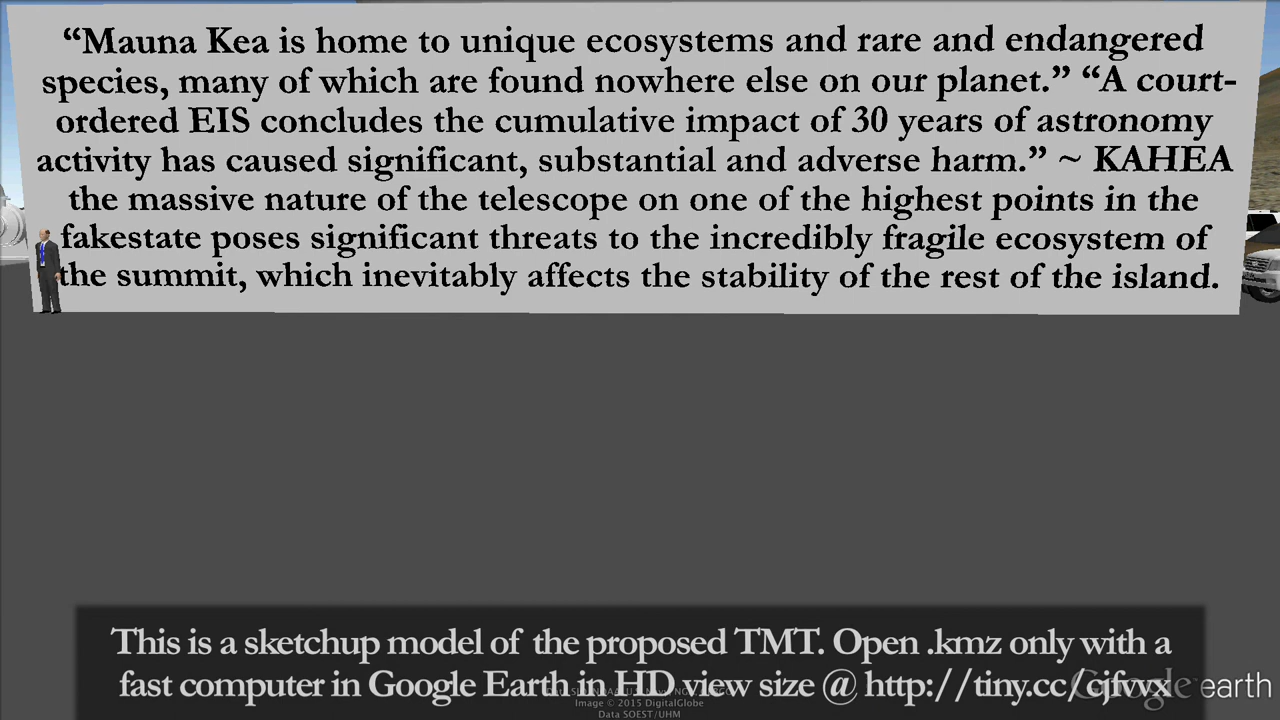 “Mauna Kea is home to unique ecosystems and rare and endangered
species, many of which are found nowhere else on our planet.” “A court-
ordered EIS concludes the cumulative impact of 30 years of astronomy
activity has caused significant, substantial and adverse harm.” ~ KAHEA
the massive nature of the telescope on one of the highest points in the
fakestate poses significant threats to the incredibly fragile ecosystem of
the summit, which inevitably affects the stability of the rest of the island.
This is a sketchup model of the proposed TMT. Open .kmz only with a
fast computer in Google Earth in HD view size @ http://tiny.cc/cjfvvx
Google earth
Image © 2015 DigitalGlobe
Data SOEST/UHM